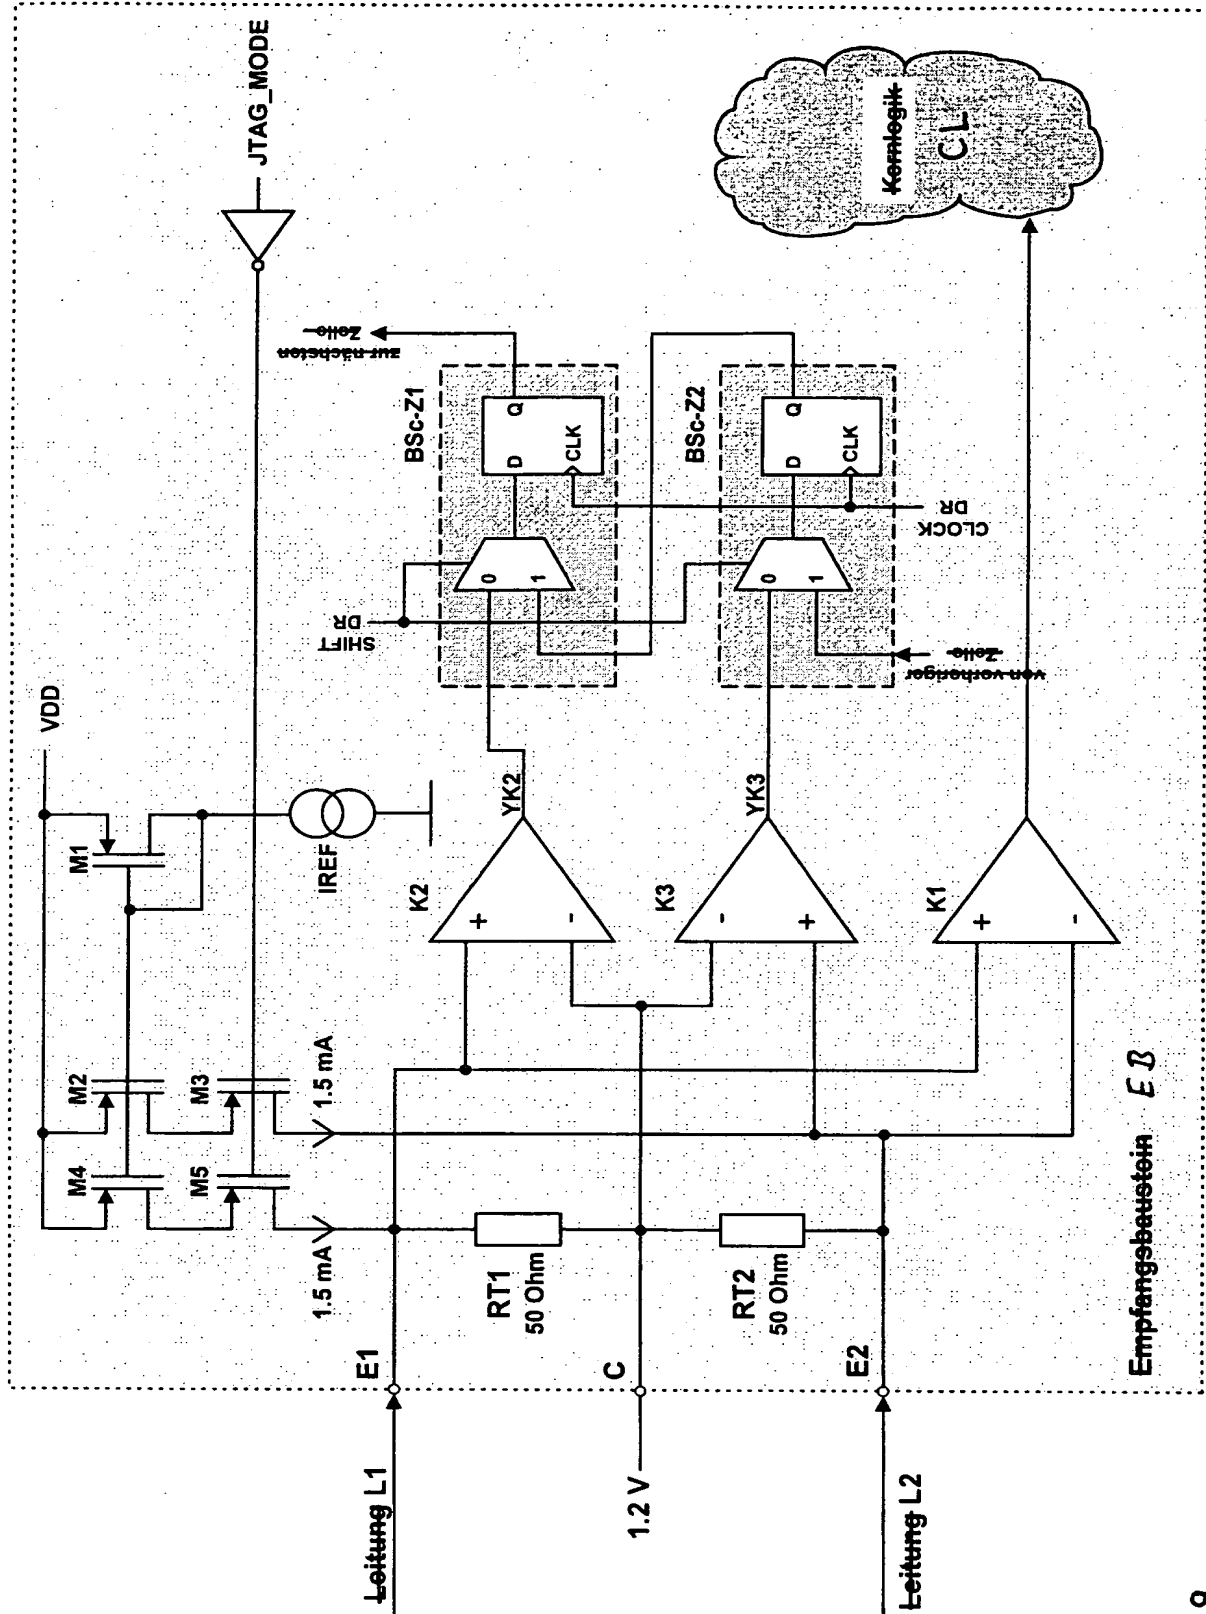 VDD
JTAG_MODE
M4
M2
M1
M5
M3
IREF
1.5 mA
1.5 mA
E1
Leitung L1
RT1
50 Ohm
C
1.2 V
RT2
50 Ohm
E2
Leitung L2
K2
+
-
YK2
K3
-
+
YK3
K1
+
-
SHIFT
DR
BSc-Z1
0
1
D
Q
CLK
zur nächsten
Zelle
BSc-Z2
0
1
D
Q
CLK
von vorheriger
Zelle
CLOCK
DR
Kernlogik
CL
Empfangsbaustein EB